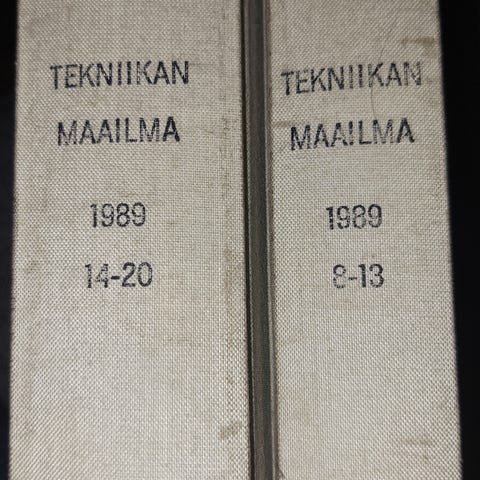 TEKNIIKAN
MAAILMA
1989
14-20
TEKNIIKAN
MAAILMA
1989
8-13